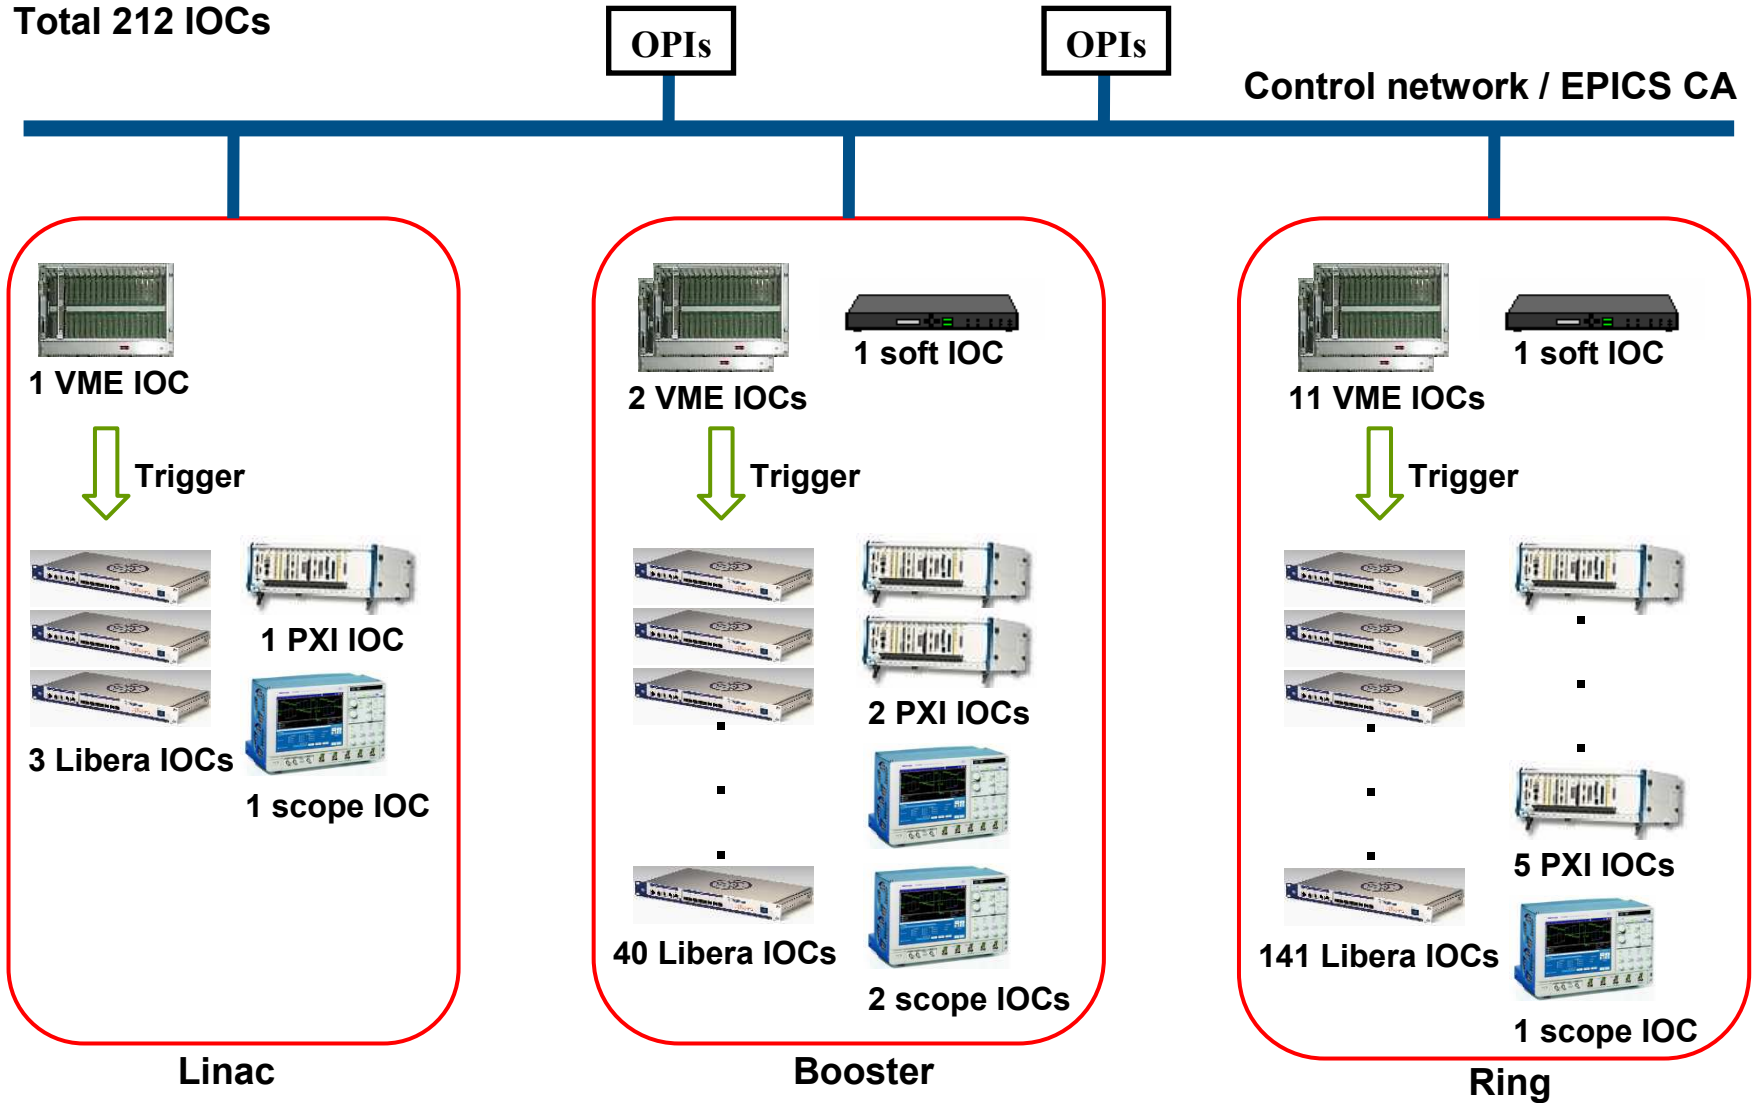 Total 212 IOCs
OPIs
OPIs
Control network / EPICS CA
1 VME IOC
Trigger
1 PXI IOC
3 Libera IOCs
1 scope IOC
Linac
1 soft IOC
2 VME IOCs
Trigger
2 PXI IOCs
40 Libera IOCs
2 scope IOCs
Booster
1 soft IOC
11 VME IOCs
Trigger
5 PXI IOCs
141 Libera IOCs
1 scope IOC
Ring